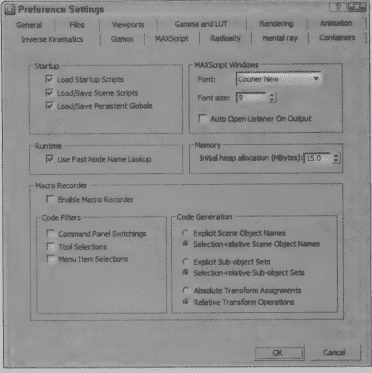 Preference Settings
General Files Viewports Gamma and LUT Rendering Animation
Inverse Kinematics Gizmos MAXScript Radiosity mental ray Containers
Startup
Load Startup Scripts
Load/Save Scene Scripts
Load/Save Persistent Globals
MAXScript Windows
Font: Courier New
Font size: 9
Auto Open Listener On Output
Runtime
Use Fast Node Name Lookup
Memory
Initial heap allocation (MBytes): 15.0
Macro Recorder
Enable Macro Recorder
Code Filters
Command Panel Switchings
Tool Selections
Menu Item Selections
Code Generation
Explicit Scene Object Names
Selection-relative Scene Object Names
Explicit Sub-object Sets
Selection-relative Sub-object Sets
Absolute Transform Assignments
Relative Transform Operations
OK Cancel